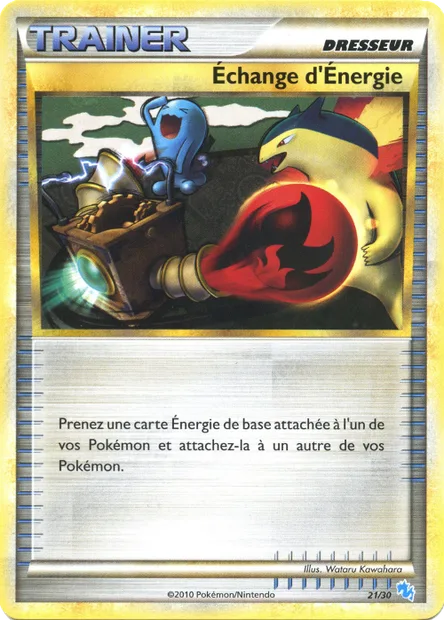 TRAINER
DRESSEUR
Échange d'Énergie
Prenez une carte Énergie de base attachée à l'un de
vos Pokémon et attachez-la à un autre de vos
Pokémon.
Illus. Wataru Kawahara
©2010 Pokémon/Nintendo
21/30